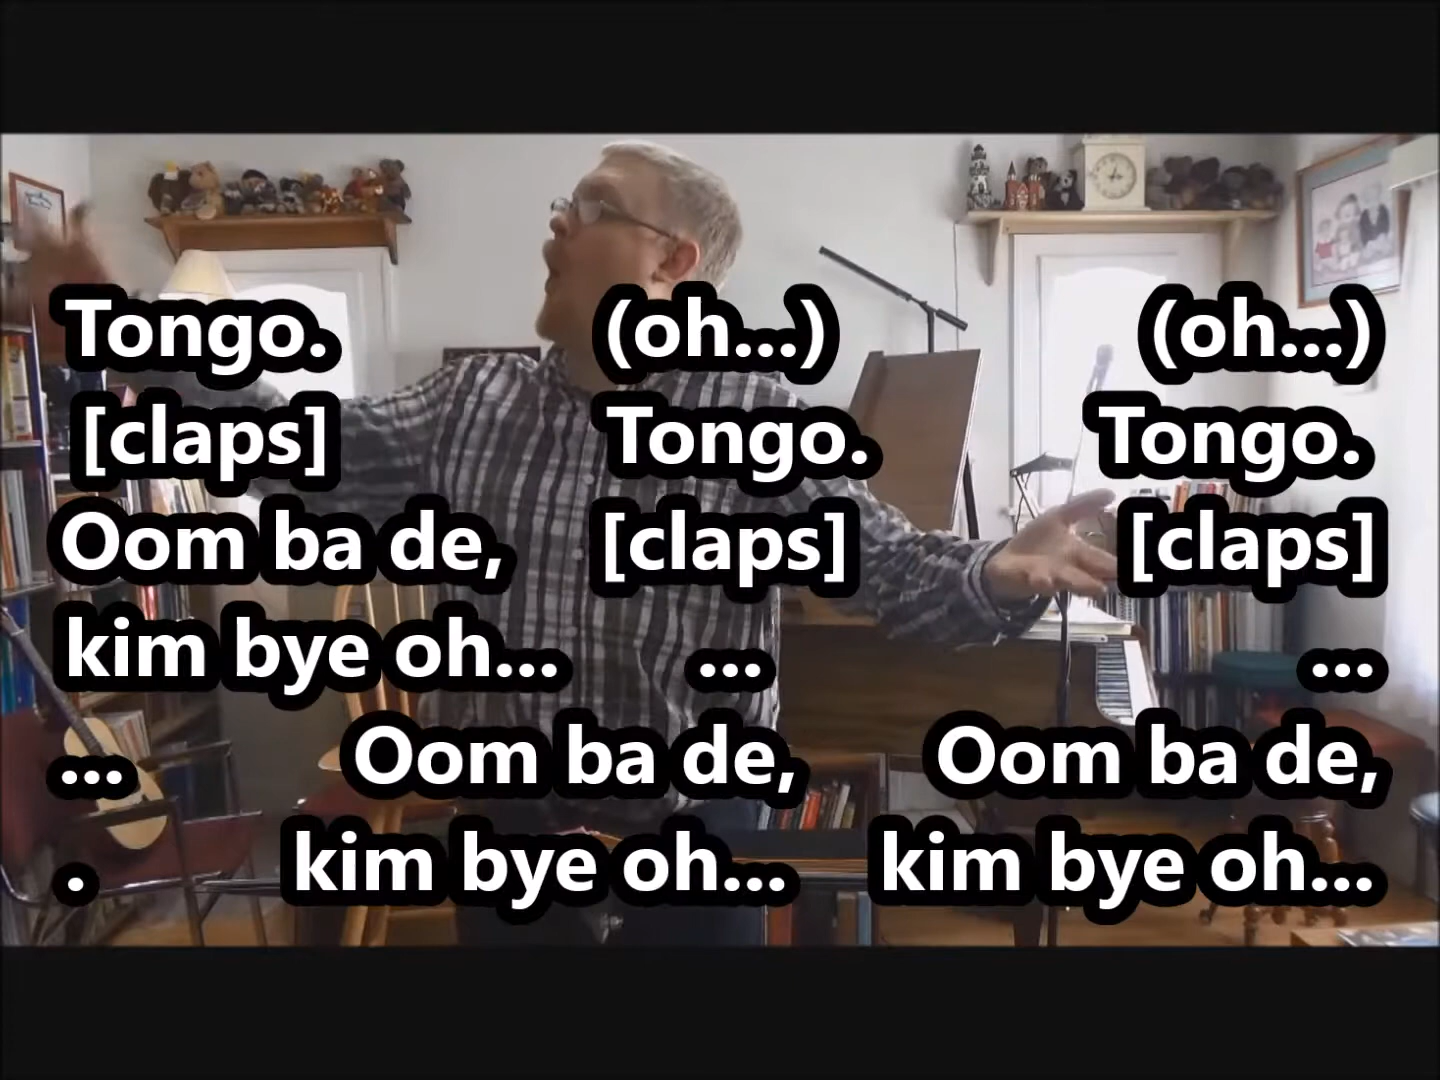 Tongo. (oh...) (oh...)
[claps] Tongo. Tongo.
Oom ba de, [claps] [claps]
kim bye oh... ... ...
... Oom ba de, Oom ba de,
. kim bye oh... kim bye oh...